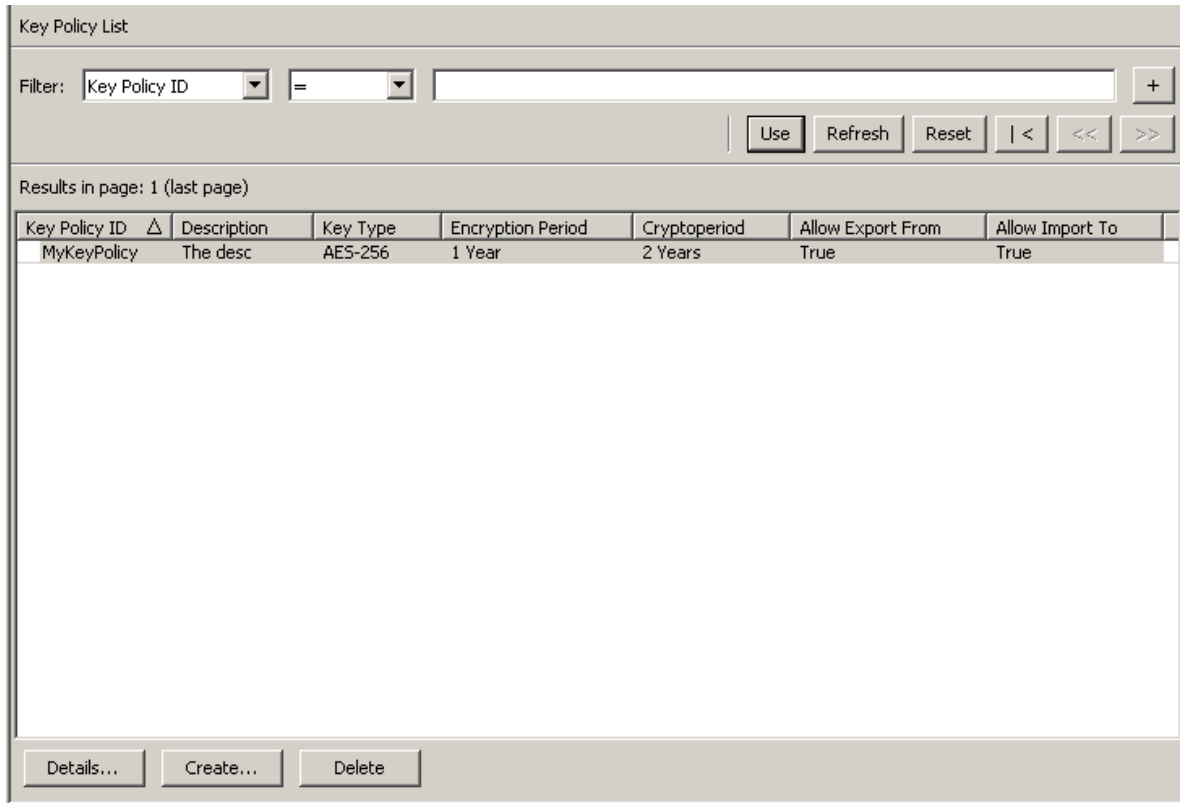 Key Policy List
Filter: Key Policy ID = +
Use Refresh Reset |< << >>
Results in page: 1 (last page)
Key Policy ID Description Key Type Encryption Period Cryptoperiod Allow Export From Allow Import To
MyKeyPolicy The desc AES-256 1 Year 2 Years True True
Details... Create... Delete